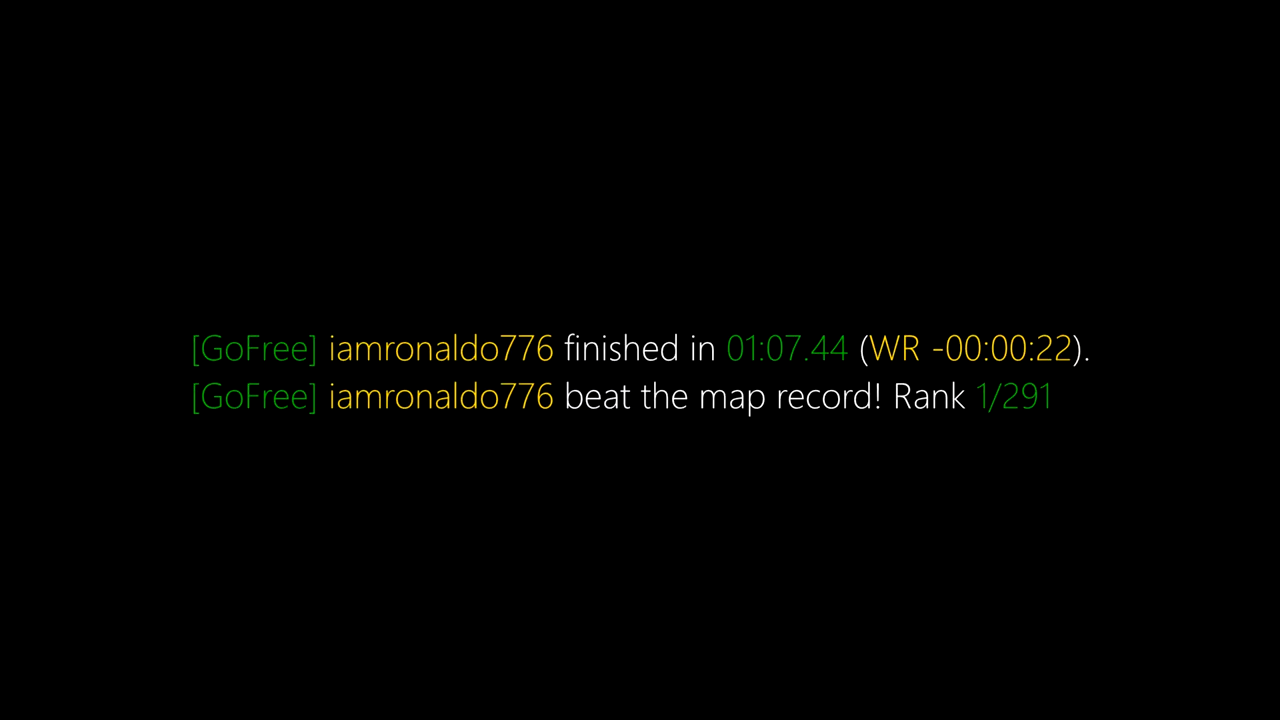 [GoFree] iamronaldo776 finished in 01:07.44 (WR -00:00:22).
[GoFree] iamronaldo776 beat the map record! Rank 1/291